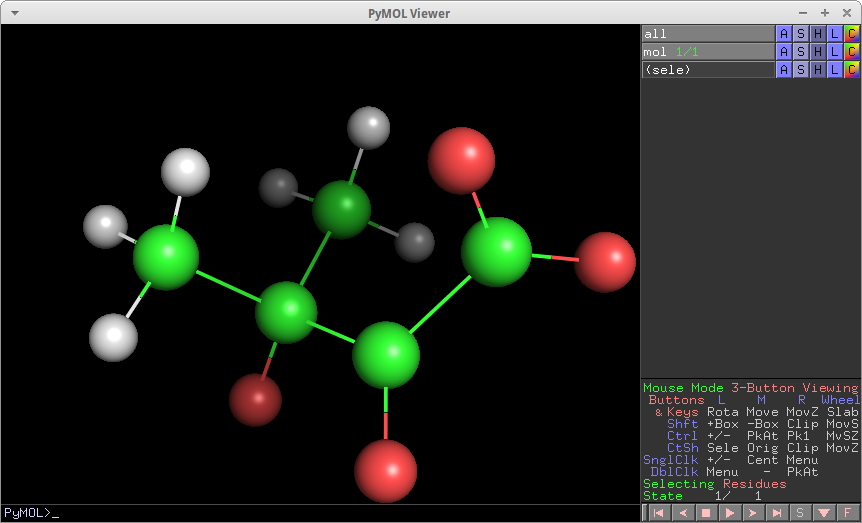 PyMOL Viewer
all A S H L C
mol 1/1 A S H L C
(sele) A S H L C
Mouse Mode 3-Button Viewing
Buttons L M R Wheel
& Keys Rota Move MovZ Slab
Shft +Box -Box Clip MovS
Ctrl +/- PkAt Pk1 MvSZ
CtSh Sele Orig Clip MovZ
SnglClk +/- Cent Menu
DblClk Menu - PkAt
Selecting Residues
State 1/ 1
PyMOL>_
S F